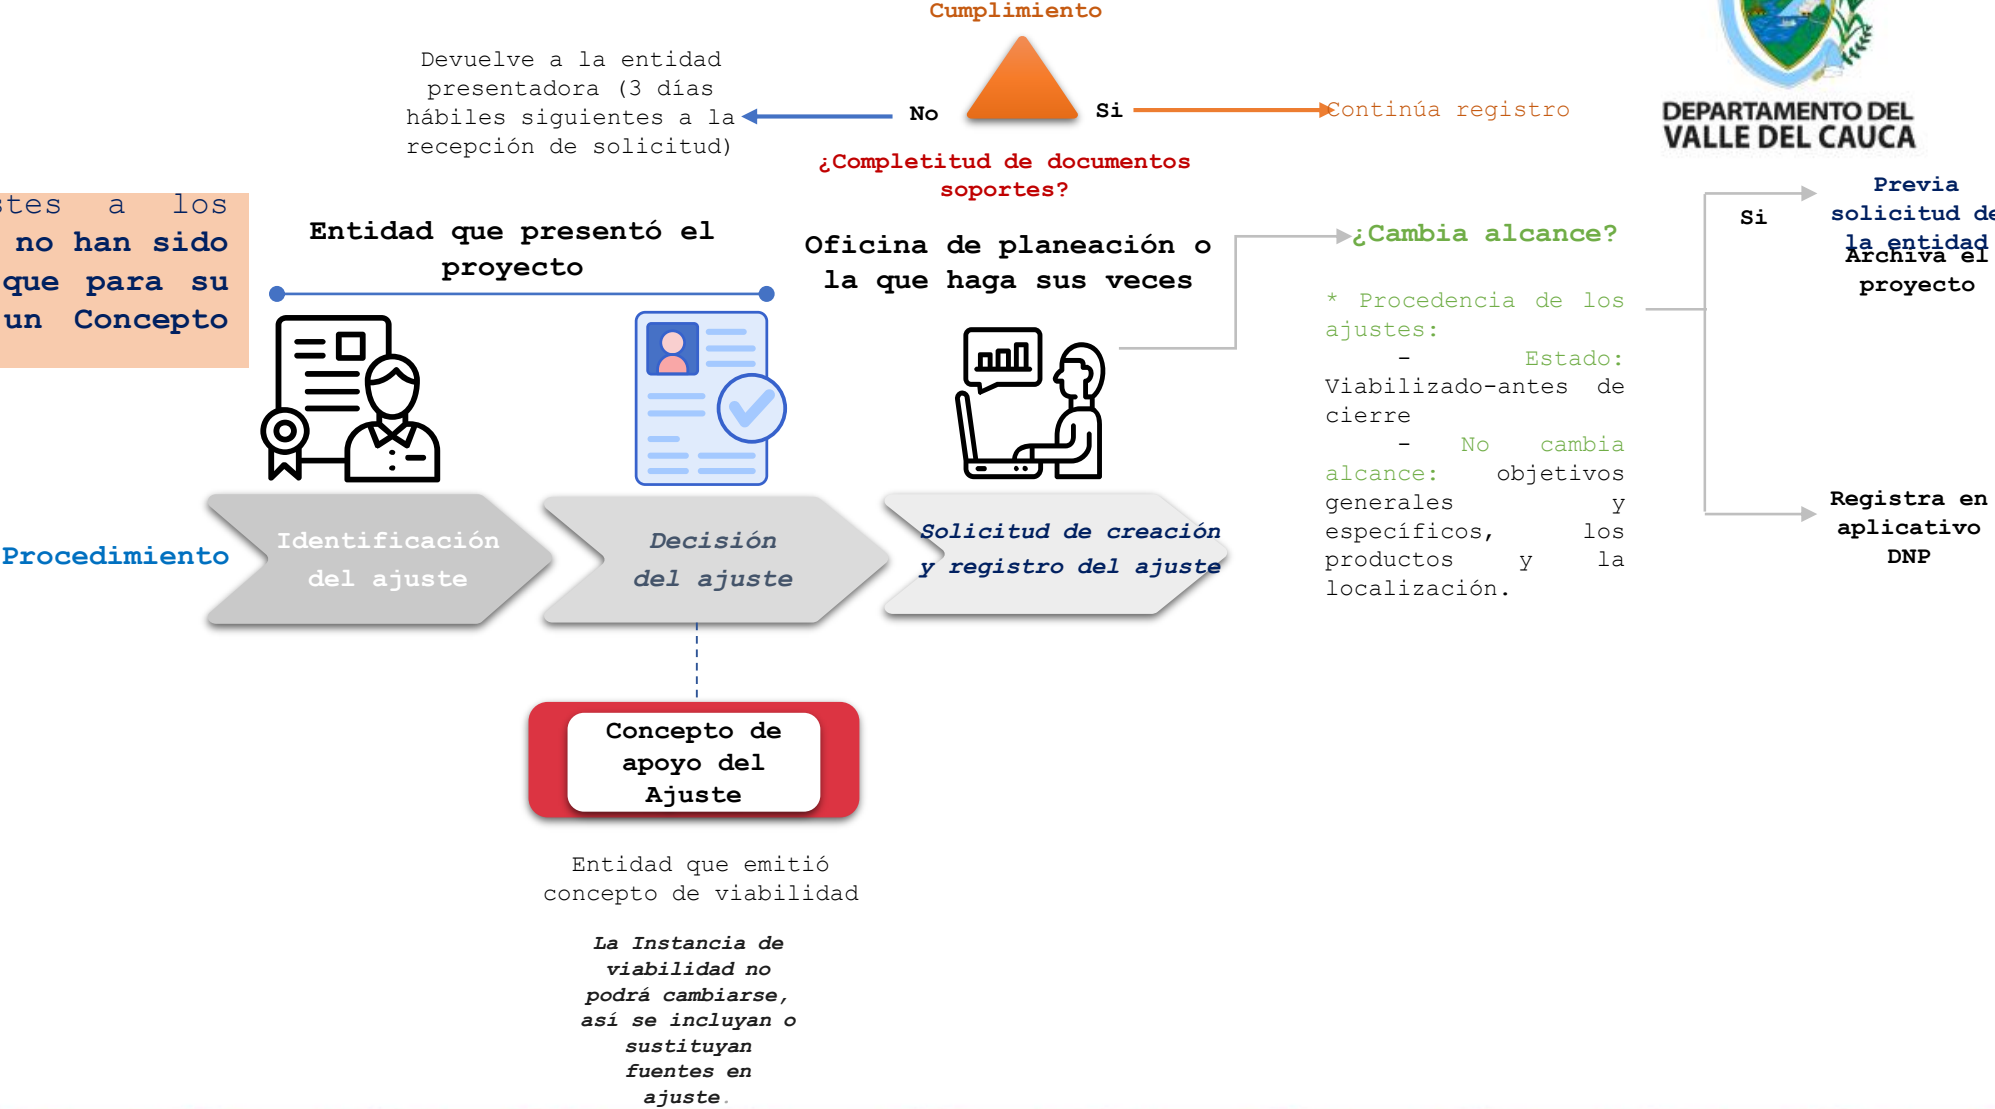 Cumplimiento
Devuelve a la entidad
presentadora (3 días
hábiles siguientes a la
recepción de solicitud)
No
Si
Continúa registro
¿Completitud de documentos
soportes?
DEPARTAMENTO DEL
VALLE DEL CAUCA
a los
no han sido
que para su
un Concepto
Entidad que presentó el
proyecto
Oficina de planeación o
la que haga sus veces
¿Cambia alcance?
* Procedencia de los
ajustes:
- Estado:
Viabilizado-antes de
cierre
- No cambia
alcance: objetivos
generales y
específicos, los
productos y la
localización.
Si
Previa
solicitud de
la entidad
Archiva el
proyecto
Registra en
aplicativo
DNP
Procedimiento
Identificación
del ajuste
Decisión
del ajuste
Solicitud de creación
y registro del ajuste
Concepto de
apoyo del
Ajuste
Entidad que emitió
concepto de viabilidad
La Instancia de
viabilidad no
podrá cambiarse,
así se incluyan o
sustituyan
fuentes en
ajuste.